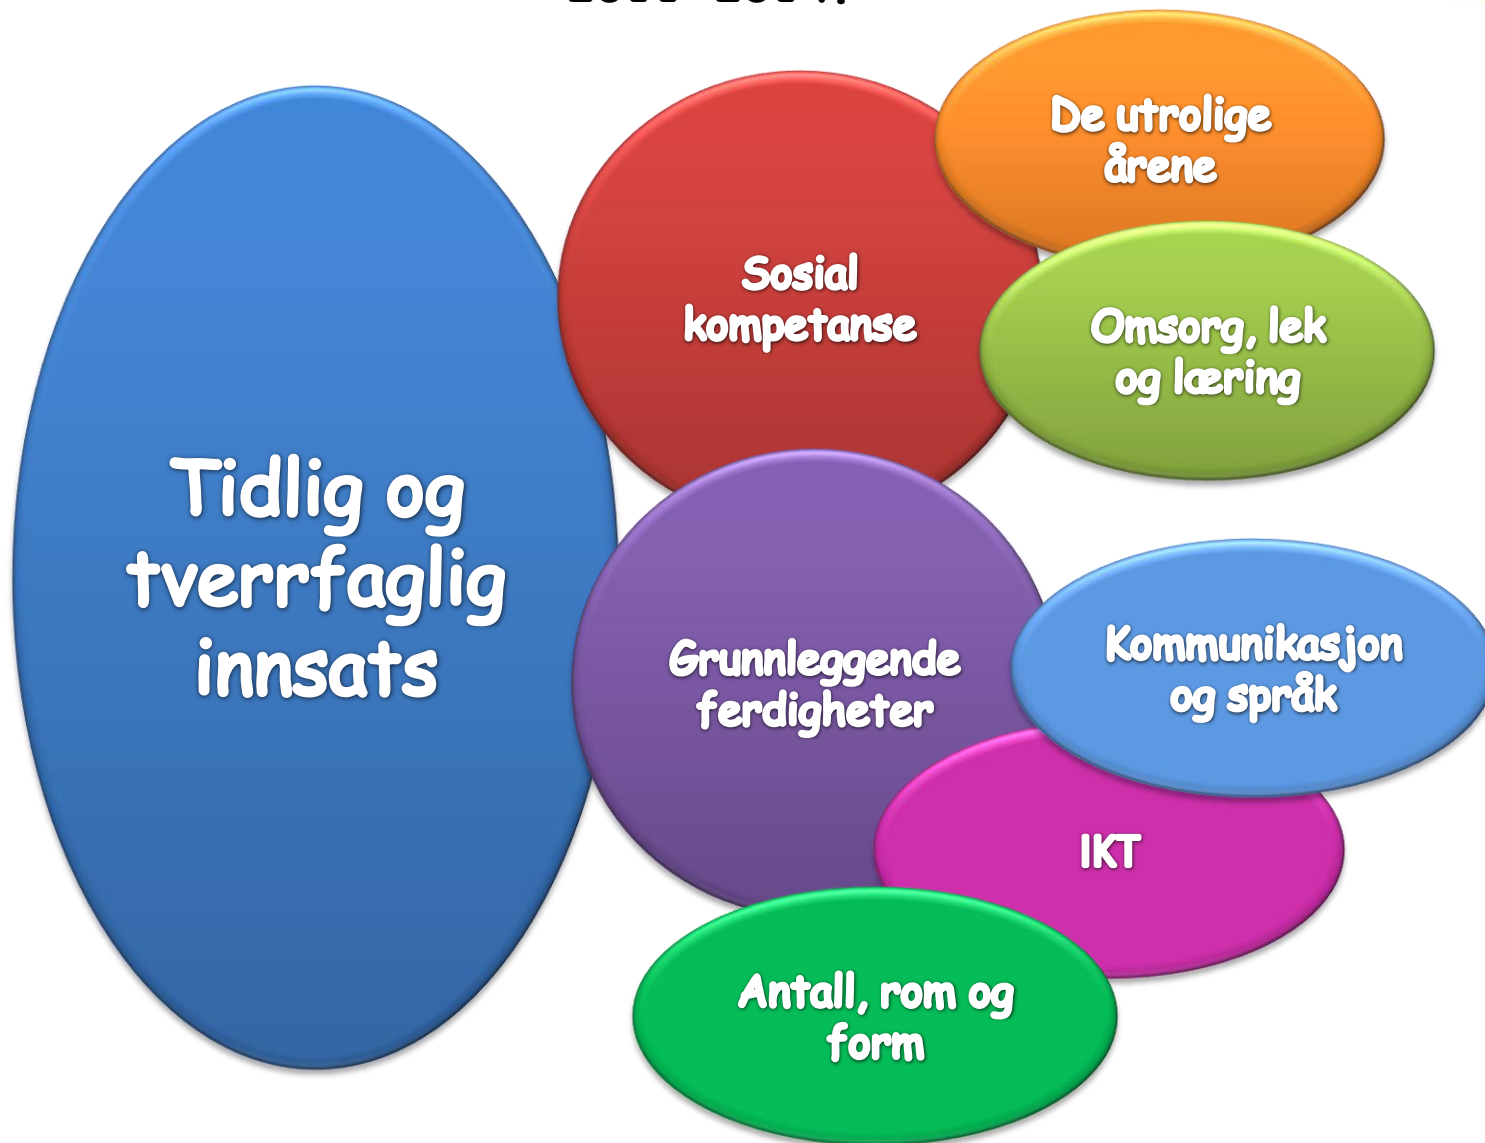 De utrolige
årene
Sosial
kompetanse
Omsorg, lek
og læring
Tidlig og
tverrfaglig
innsats
Grunnleggende
ferdigheter
Kommunikasjon
og språk
IKT
Antall, rom og
form